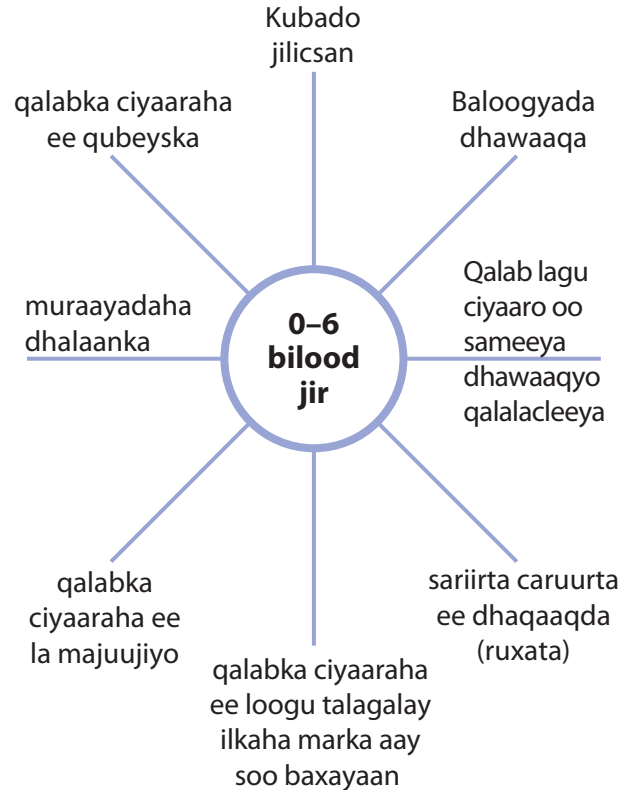 Kubado
jilicsan
Baloogyada
dhawaaqa
Qalab lagu
ciyaaro oo
sameeya
dhawaaqyo
qalalacleeya
sariirta caruurta
ee dhaqaaqda
(ruxata)
qalabka ciyaaraha
ee loogu talagalay
ilkaha marka aay
soo baxayaan
qalabka
ciyaaraha ee
la majuujiyo
muraayadaha
dhalaanka
qalabka ciyaaraha
ee qubeyska
0–6
bilood
jir